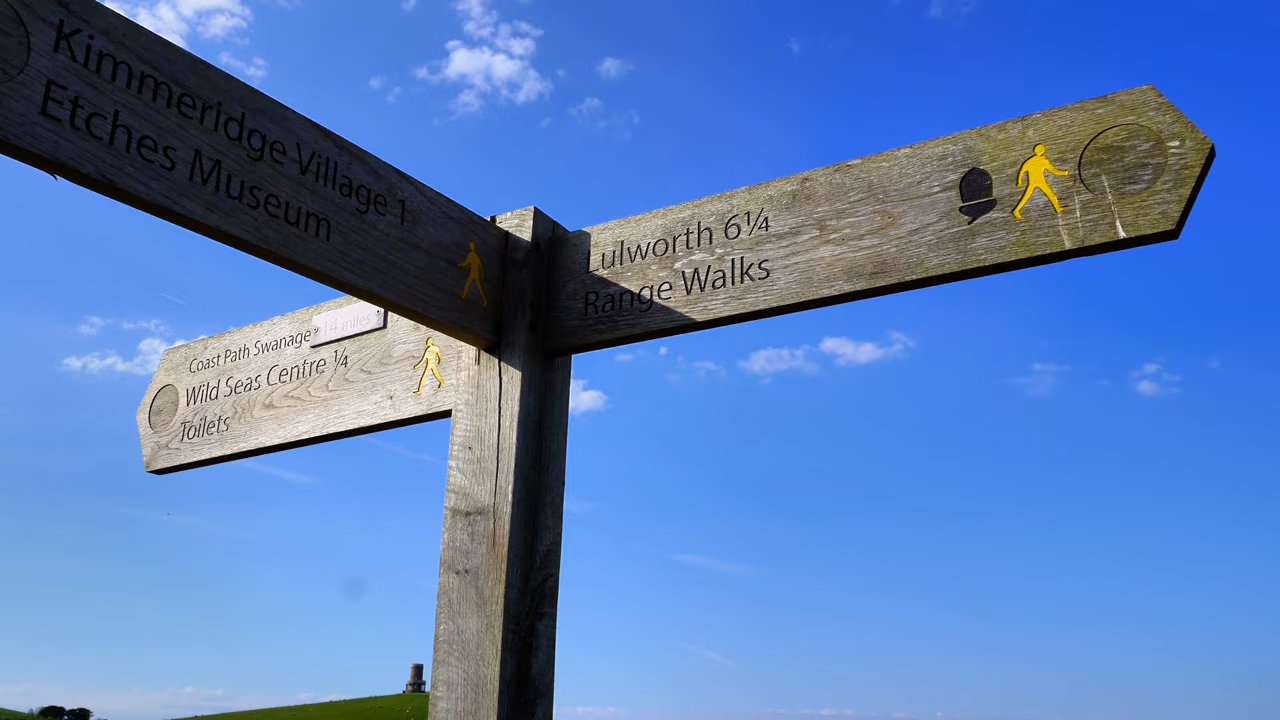 Kimmeridge Village 1
Etches Museum
Lulworth 6¼
Range Walks
Coast Path Swanage 14 miles
Wild Seas Centre ¼
Toilets